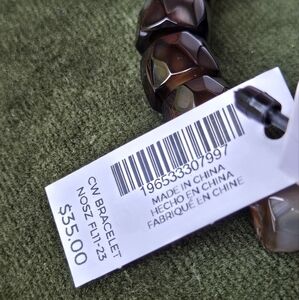 196533307997
MADE IN CHINA
HECHO EN CHINA
FABRIQUÉ EN CHINE
CW BRACELET
NOSZ FL11-23
$35.00